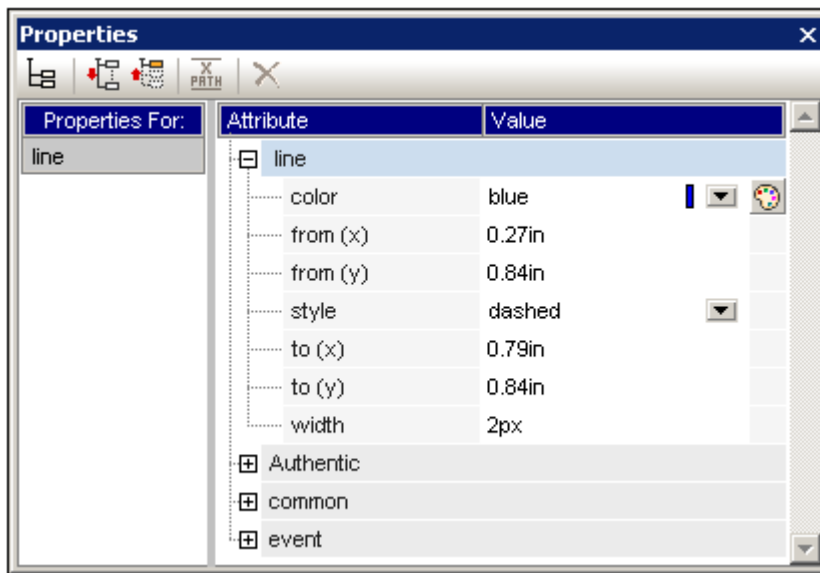 Properties
X PATH
Properties For: Attribute Value
line line
color blue
from (x) 0.27in
from (y) 0.84in
style dashed
to (x) 0.79in
to (y) 0.84in
width 2px
Authentic
common
event